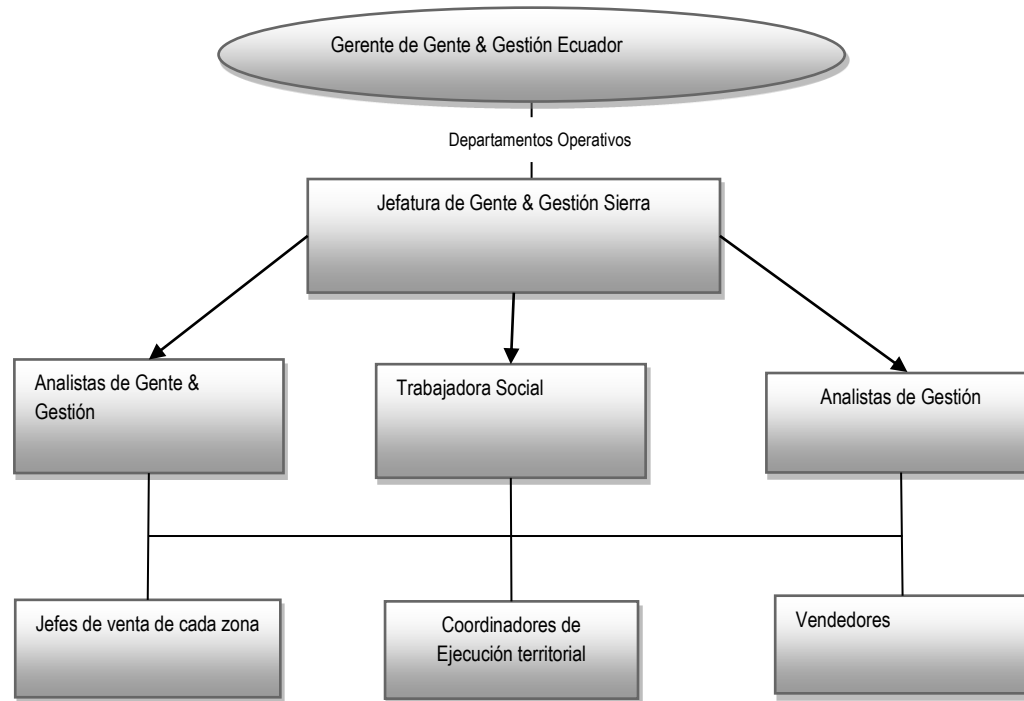 Gerente de Gente & Gestión Ecuador
Departamentos Operativos
Jefatura de Gente & Gestión Sierra
Analistas de Gente &
Gestión
Trabajadora Social
Analistas de Gestión
Jefes de venta de cada zona
Coordinadores de
Ejecución territorial
Vendedores